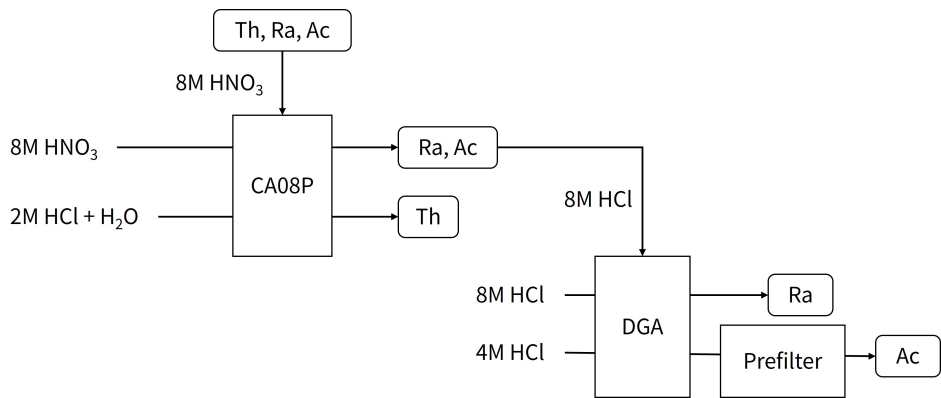 Th, Ra, Ac
8M HNO₃
8M HNO₃
Ra, Ac
CA08P
2M HCl + H₂O
Th
8M HCl
8M HCl
Ra
DGA
4M HCl
Prefilter
Ac